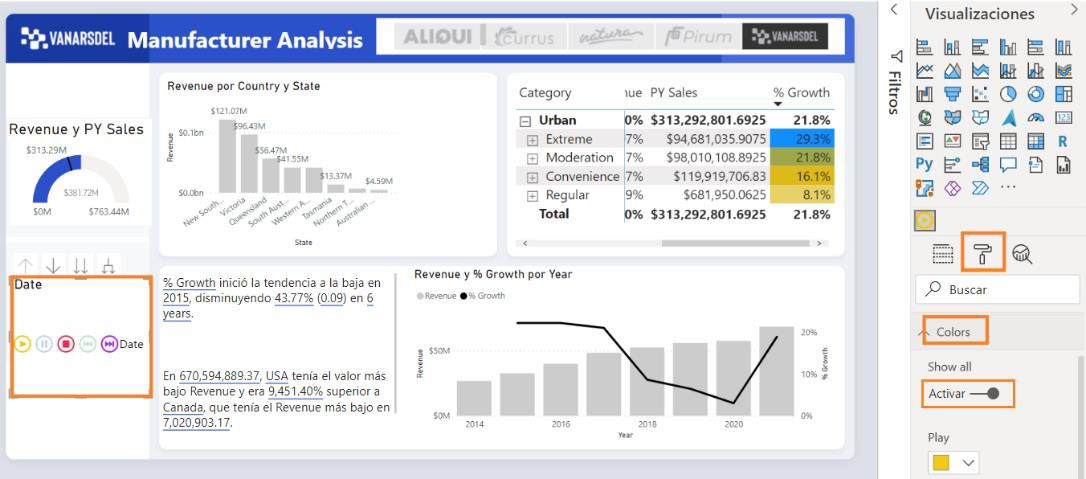 VANARSDEL Manufacturer Analysis
ALIQUI Currus natura Pirum VANARSDEL
Revenue y PY Sales
$313.29M
$381.72M
$0M $763.44M
Revenue por Country y State
$121.07M
$96.43M
$56.47M
$41.55M
$13.37M
$4.59M
$0.1bn
$0.0bn
Revenue
New South...
Victoria
Queensland
South Aust...
Western A...
Tasmania
Northern T...
Australian ...
State
Category nue PY Sales % Growth
Urban 0% $313,292,801.6925 21.8%
Extreme 7% $94,681,035.9075 29.3%
Moderation 7% $98,010,108.8925 21.8%
Convenience 7% $119,919,706.83 16.1%
Regular 9% $681,950.0625 8.1%
Total 0% $313,292,801.6925 21.8%
Date
Date
% Growth inició la tendencia a la baja en
2015, disminuyendo 43.77% (0.09) en 6
years.
En 670,594,889.37, USA tenía el valor más
bajo Revenue y era 9,451.40% superior a
Canada, que tenía el Revenue más bajo en
7,020,903.17.
Revenue y % Growth por Year
Revenue % Growth
$50M
$0M
Revenue
20%
10%
0%
% Growth
2014 2016 2018 2020
Year
Filtros
Visualizaciones
123
R
Py
...
Buscar
Colors
Show all
Activar
Play